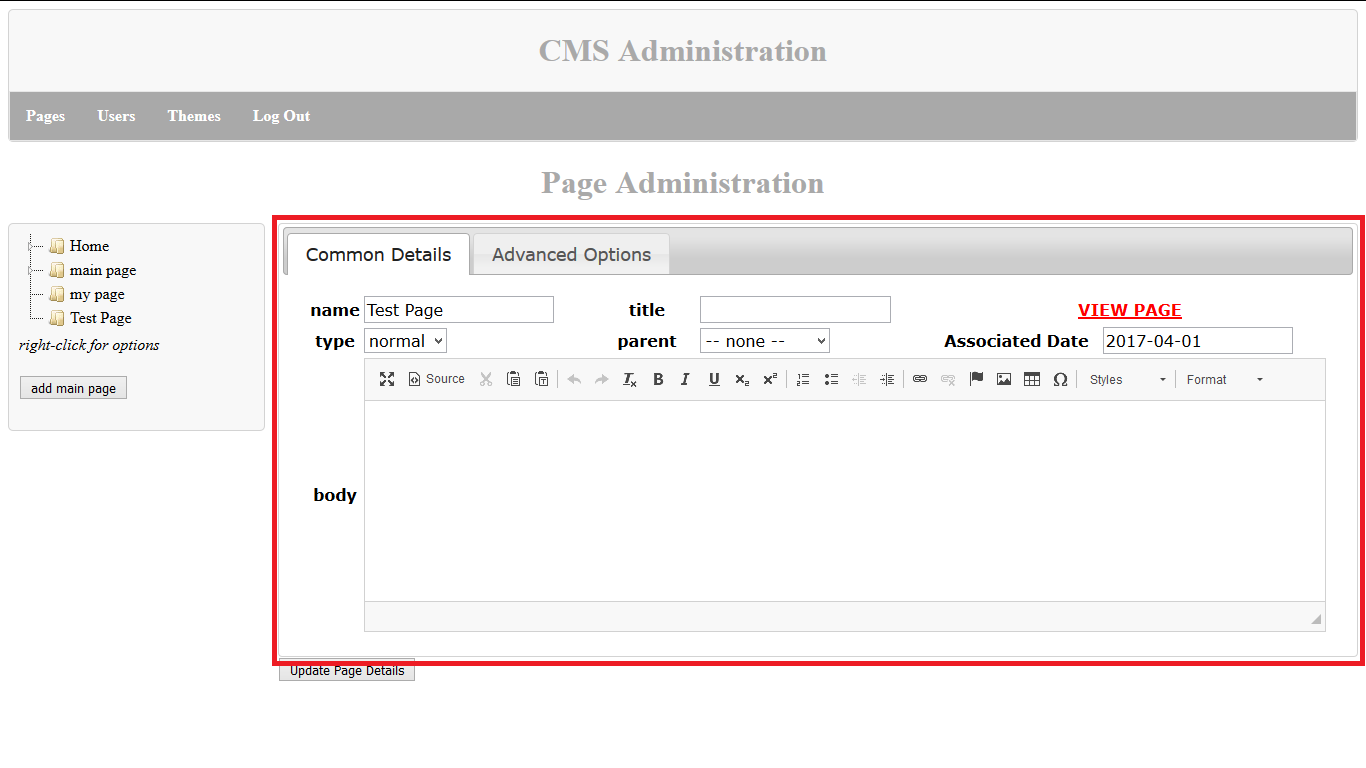 CMS Administration
Pages Users Themes Log Out
Page Administration
Home
main page
my page
Test Page
right-click for options
add main page
Common Details Advanced Options
name Test Page title VIEW PAGE
type normal parent -- none -- Associated Date 2017-04-01
Source Styles Format
body
Update Page Details